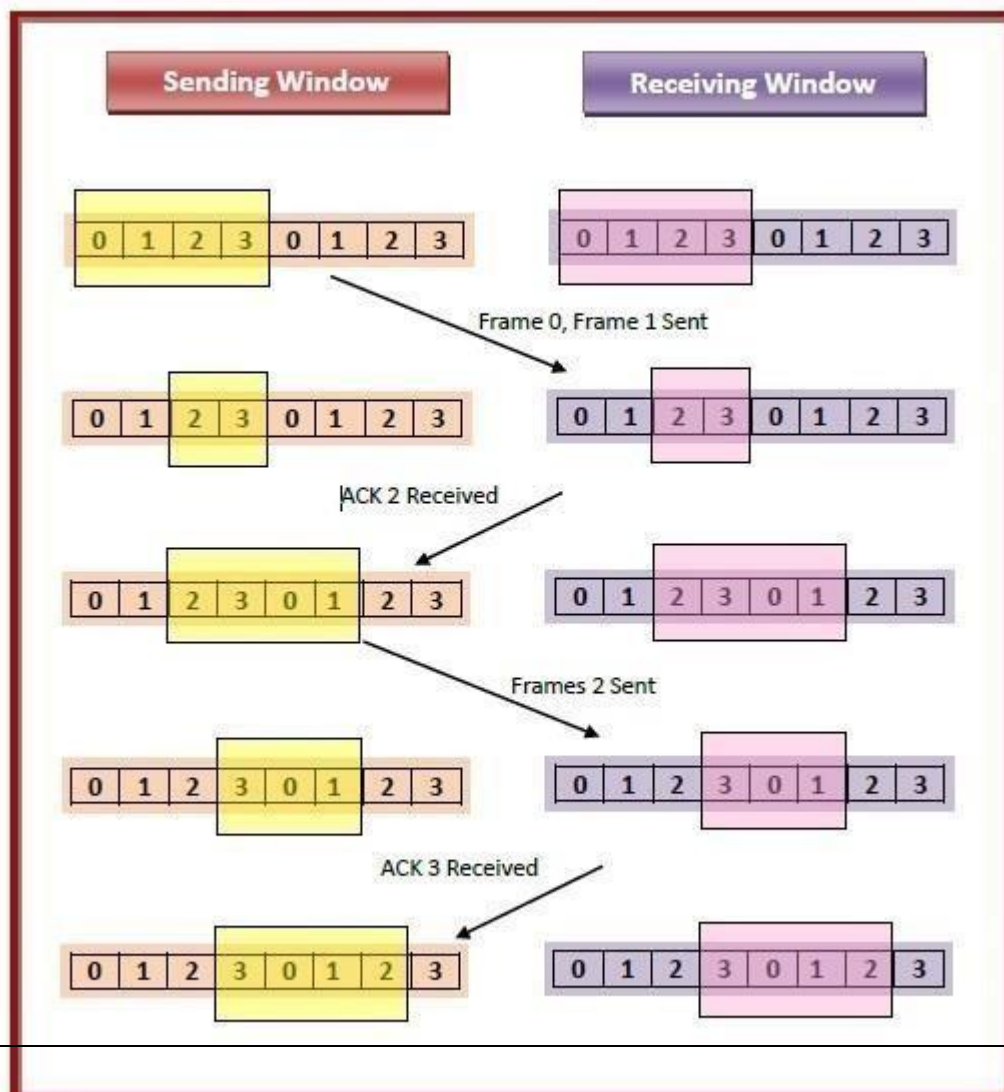 Sending Window
Receiving Window
0 1 2 3 0 1 2 3
0 1 2 3 0 1 2 3
Frame 0, Frame 1 Sent
0 1 2 3 0 1 2 3
0 1 2 3 0 1 2 3
ACK 2 Received
0 1 2 3 0 1 2 3
0 1 2 3 0 1 2 3
Frames 2 Sent
0 1 2 3 0 1 2 3
0 1 2 3 0 1 2 3
ACK 3 Received
0 1 2 3 0 1 2 3
0 1 2 3 0 1 2 3